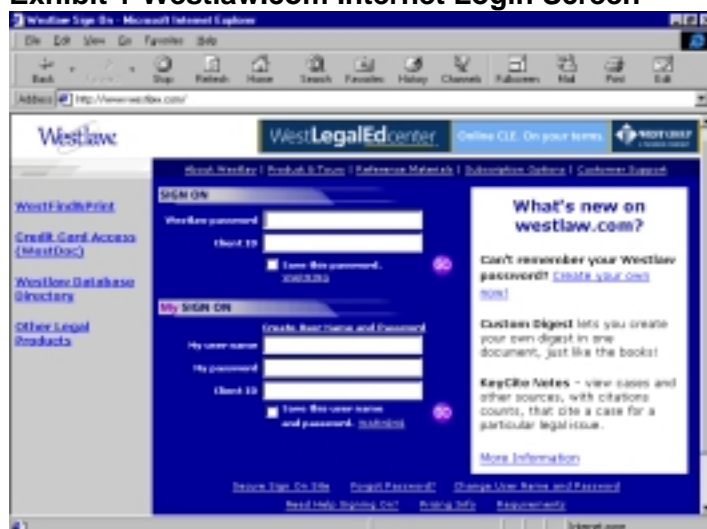 Exhibit 1 Westlaw.com Internet Login Screen
Westlaw Sign On - Microsoft Internet Explorer
File Edit View Go Favorites Help
Back Stop Refresh Home Search Favorites History Channels Fullscreen Mail Print Edit
Address http://www.westlaw.com/
Westlaw
WestLegalEdcenter
Online CLE. On your terms.
WEST GROUP
About Westlaw | Products & Tours | Reference Materials | Subscription Options | Customer Support
WestFind&Print
Credit Card Access
(WestDoc)
Westlaw Database
Directory
Other Legal
Products
SIGN ON
Westlaw password
Client ID
Save this password.
WARNING
GO
My SIGN ON
Create User name and Password
My user name
My password
Client ID
Save this user name
and password. WARNING
GO
What's new on
westlaw.com?
Can't remember your Westlaw
password? Create your own
now!
Custom Digest lets you create
your own digest in one
document, just like the books!
KeyCite Notes – view cases and
other sources, with citations
counts, that cite a case for a
particular legal issue.
More Information
Secure Sign On Site Forgot Password? Change User Name and Password
Need Help Signing On? Pricing Info Requirements
Internet zone